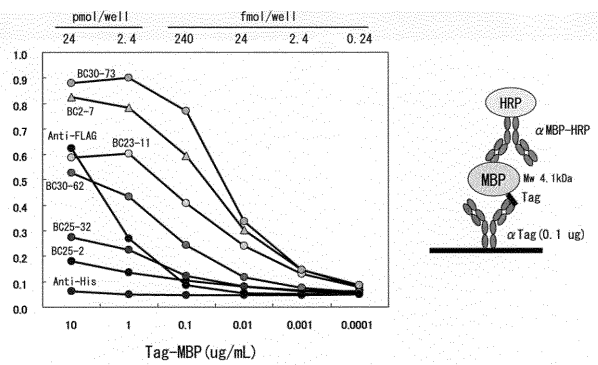 pmol/well fmol/well
24 2.4 240 24 2.4 0.24
1.0
0.9
0.8
0.7
0.6
0.5
0.4
0.3
0.2
0.1
0.0
BC30-73
BC2-7
Anti-FLAG
BC23-11
BC30-62
BC25-32
BC25-2
Anti-His
10 1 0.1 0.01 0.001 0.0001
Tag-MBP(ug/mL)
HRP
αMBP-HRP
MBP
Mw 4.1kDa
Tag
αTag(0.1 ug)